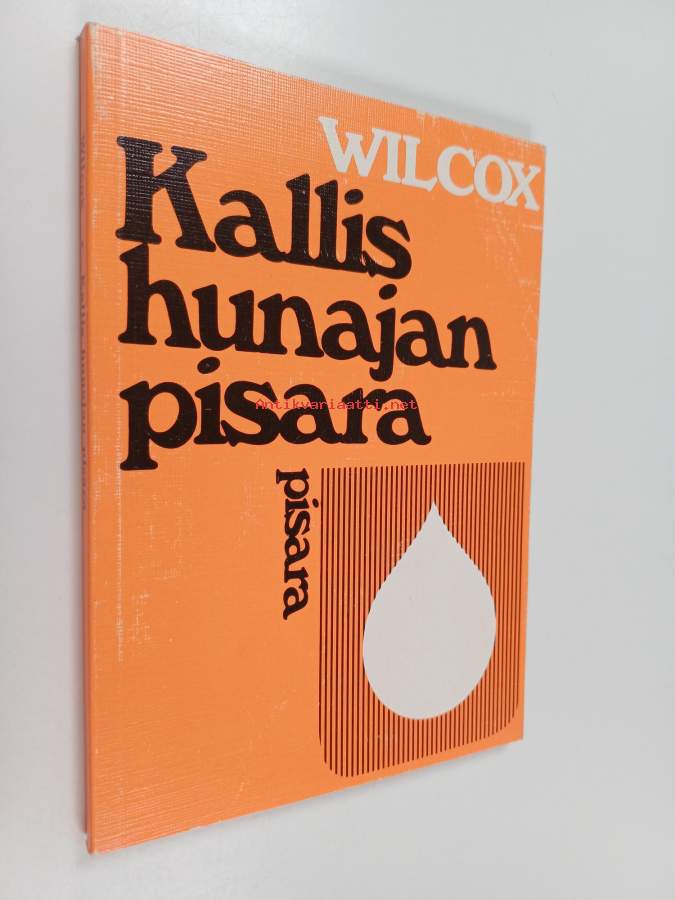 WILCOX
Kallis
hunajan
pisara
Antikvariaatti.net
pisara